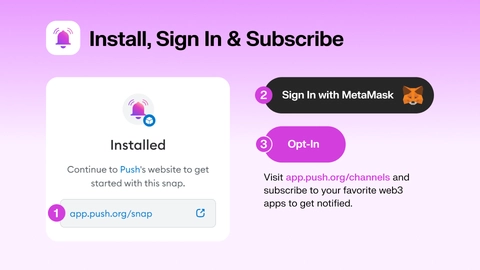 Install, Sign In & Subscribe
Installed
Continue to Push's website to get
started with this snap.
1
app.push.org/snap
2
Sign In with MetaMask
3
Opt-In
Visit app.push.org/channels and
subscribe to your favorite web3
apps to get notified.